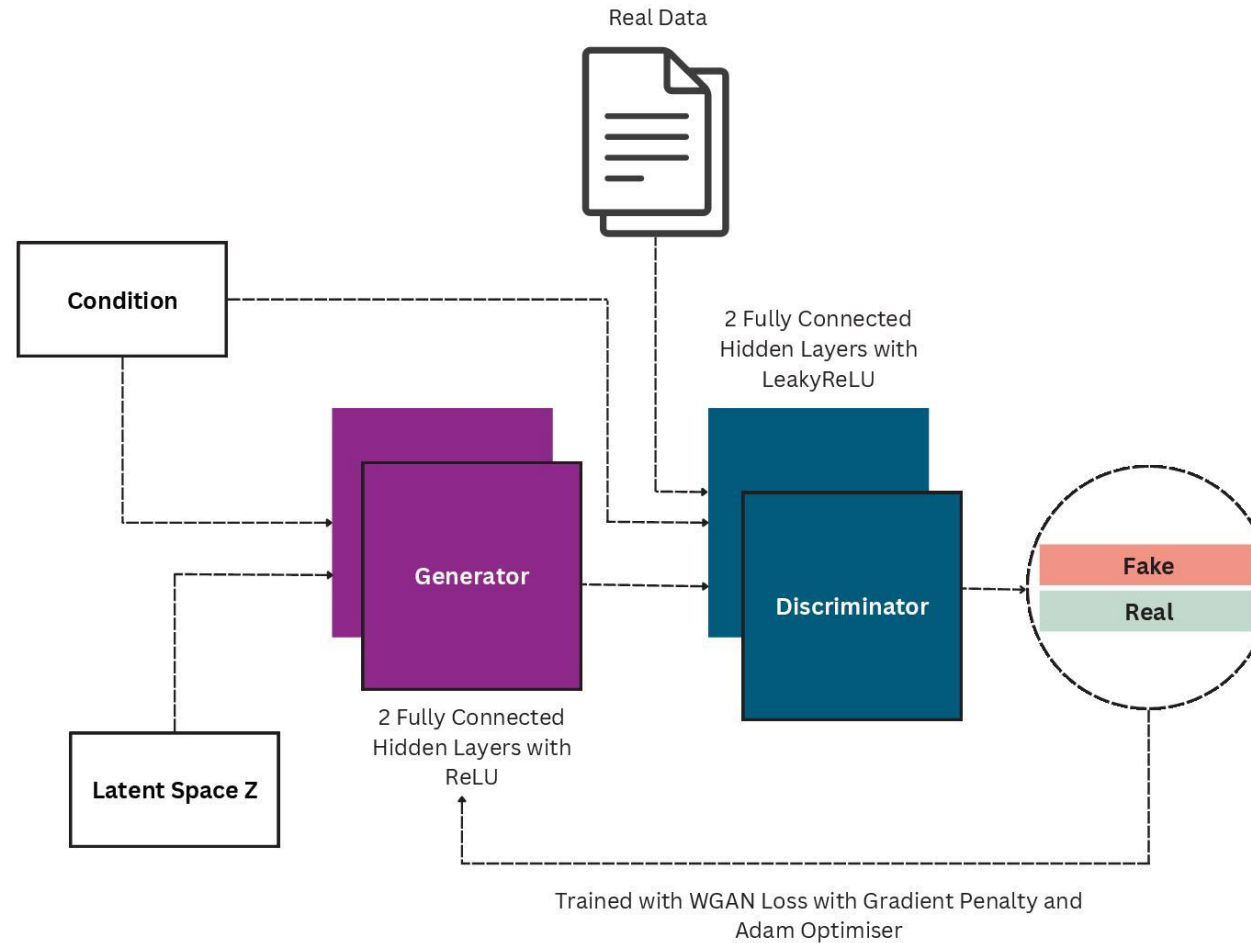 Real Data
Condition
2 Fully Connected
Hidden Layers with
LeakyReLU
Generator
Discriminator
Fake
Real
2 Fully Connected
Hidden Layers with
ReLU
Latent Space Z
Trained with WGAN Loss with Gradient Penalty and
Adam Optimiser